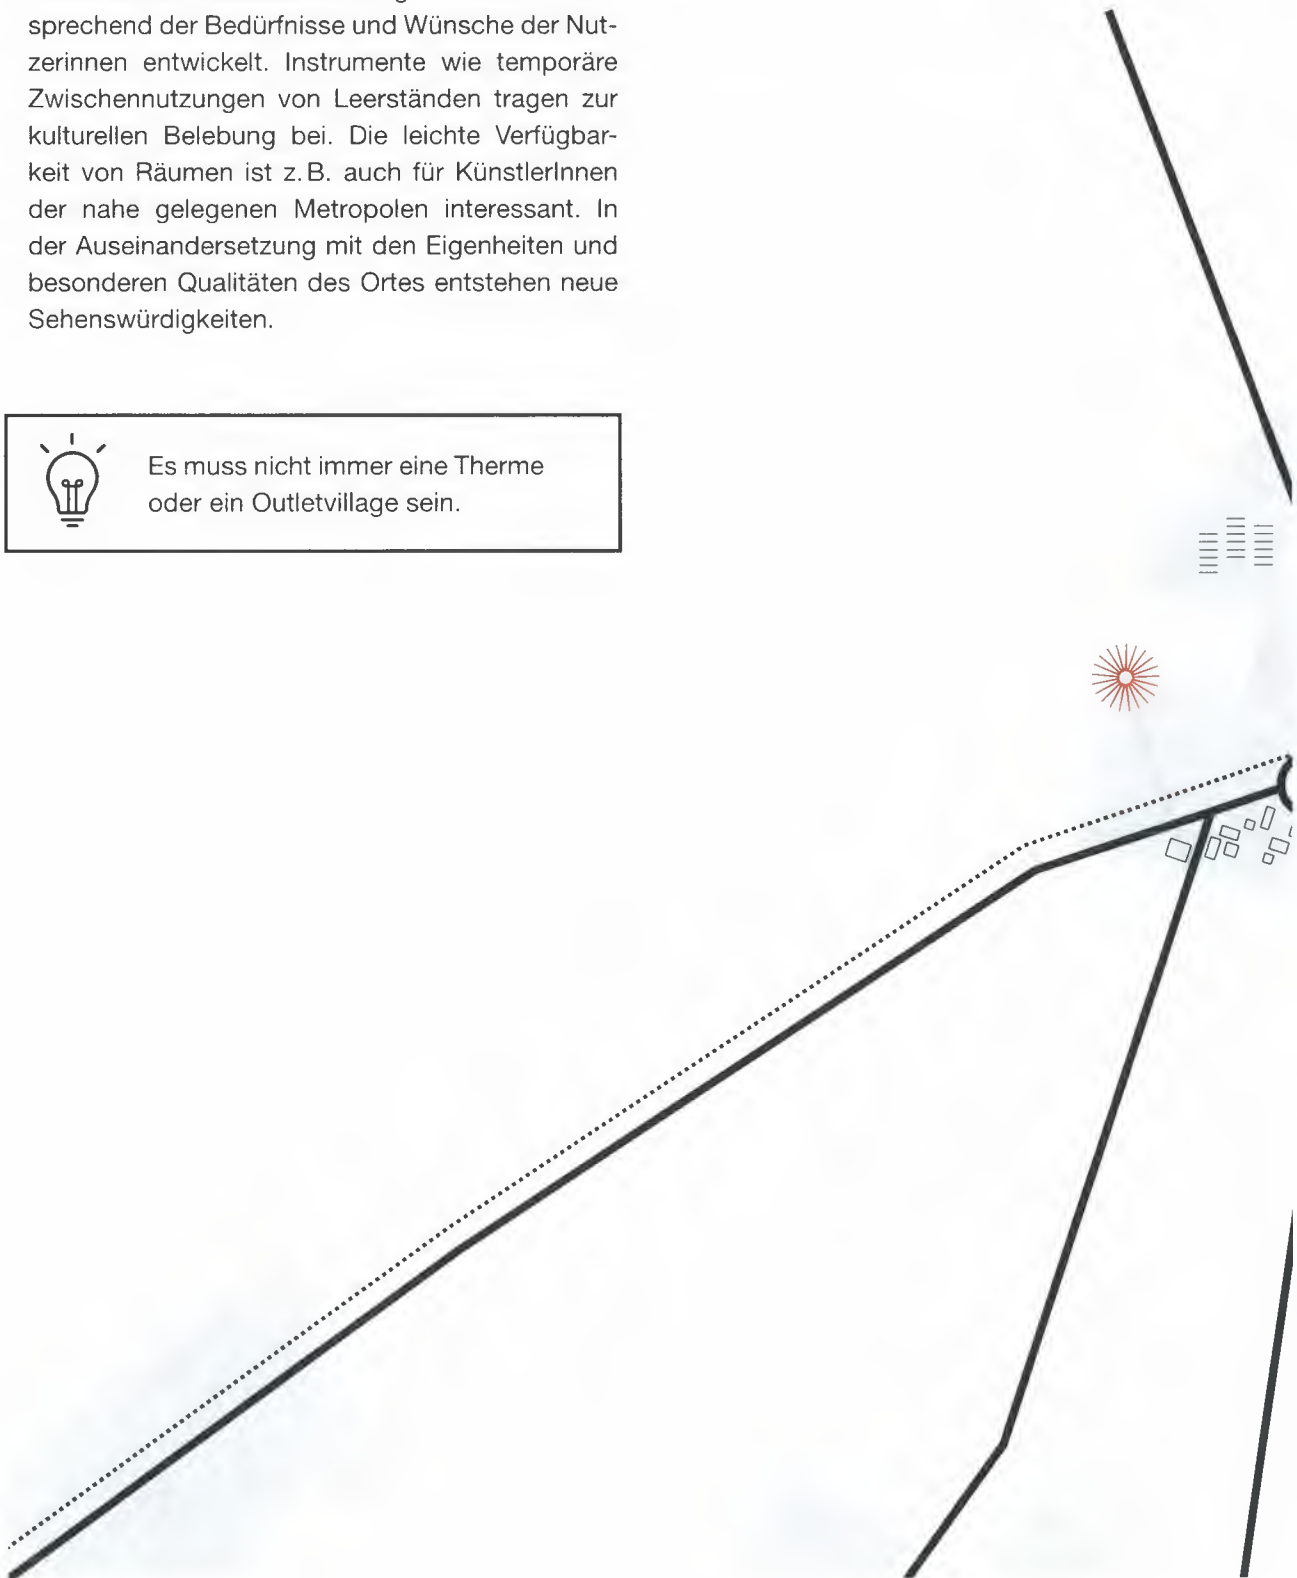 sprechend der Bedürfnisse und Wünsche der Nut-
zerinnen entwickelt. Instrumente wie temporäre
Zwischennutzungen von Leerständen tragen zur
kulturellen Belebung bei. Die leichte Verfügbar-
keit von Räumen ist z. B. auch für KünstlerInnen
der nahe gelegenen Metropolen interessant. In
der Auseinandersetzung mit den Eigenheiten und
besonderen Qualitäten des Ortes entstehen neue
Sehenswürdigkeiten.
Es muss nicht immer eine Therme
oder ein Outletvillage sein.